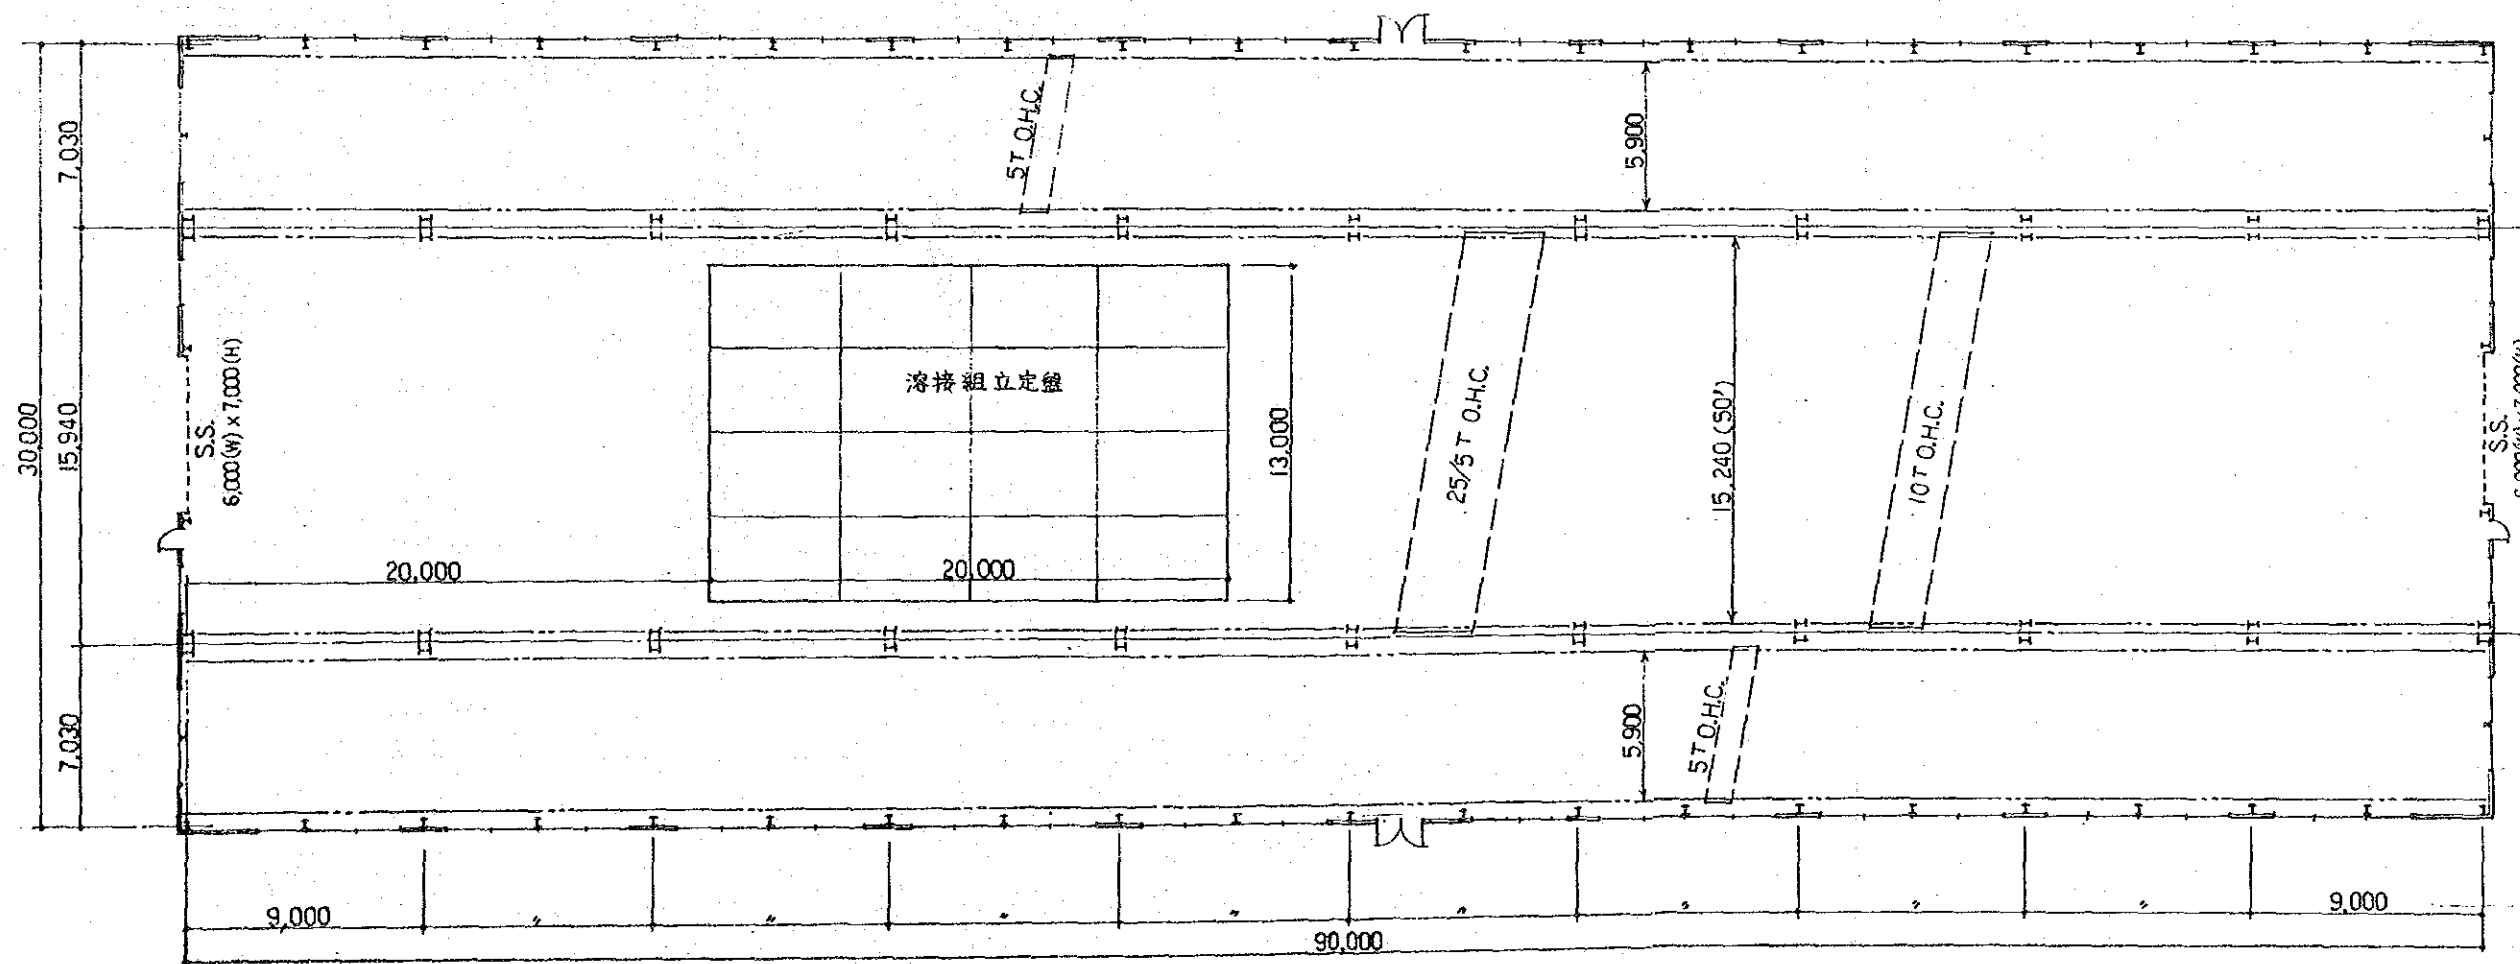 5T O.H.C.
5,900
7,030
溶接組立定盤
30,000
15,940
S.S.
6,000(W) x 7,000(H)
13,000
25/5T O.H.C.
15,240(50')
10T O.H.C.
S.S.
20,000
20,000
7,030
5,900
5T O.H.C.
9,000 〃 〃 〃 〃 〃 〃 〃 〃 9,000
90,000